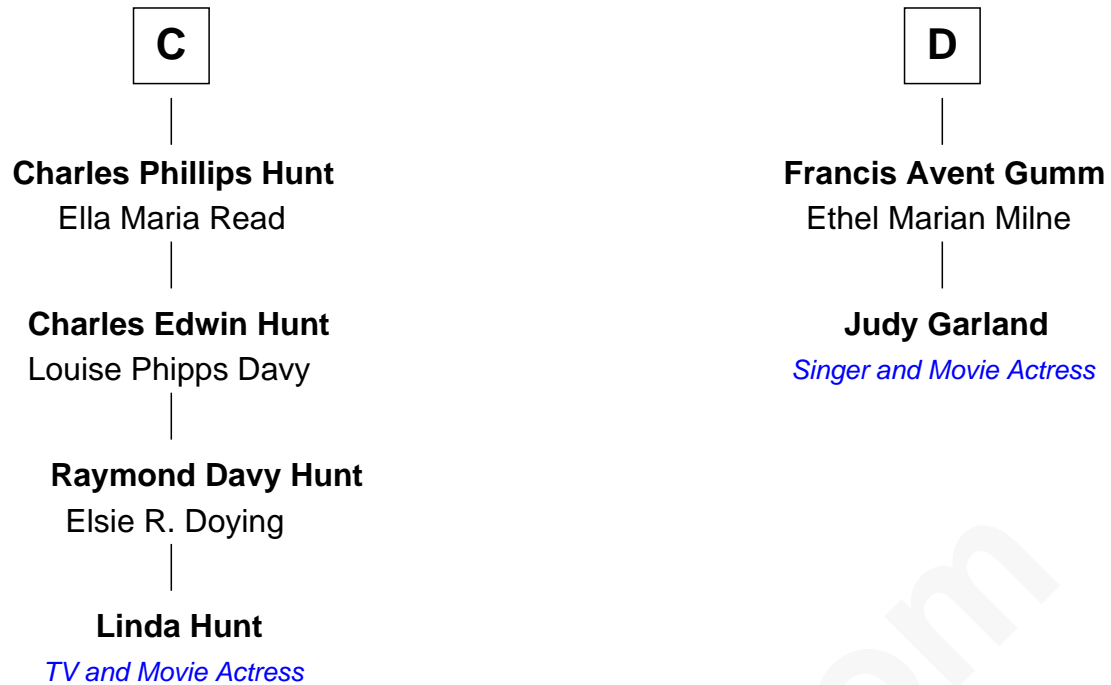 C
Charles Phillips Hunt
Ella Maria Read
Charles Edwin Hunt
Louise Phipps Davy
Raymond Davy Hunt
Elsie R. Doying
Linda Hunt
TV and Movie Actress
D
Francis Avent Gumm
Ethel Marian Milne
Judy Garland
Singer and Movie Actress
om